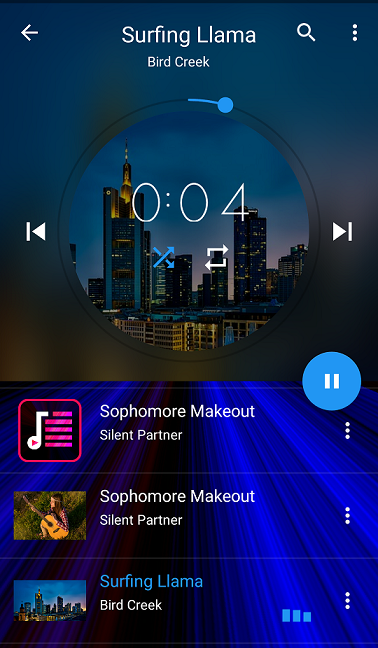 Surfing Llama
Bird Creek
0:04
Sophomore Makeout
Silent Partner
Sophomore Makeout
Silent Partner
Surfing Llama
Bird Creek